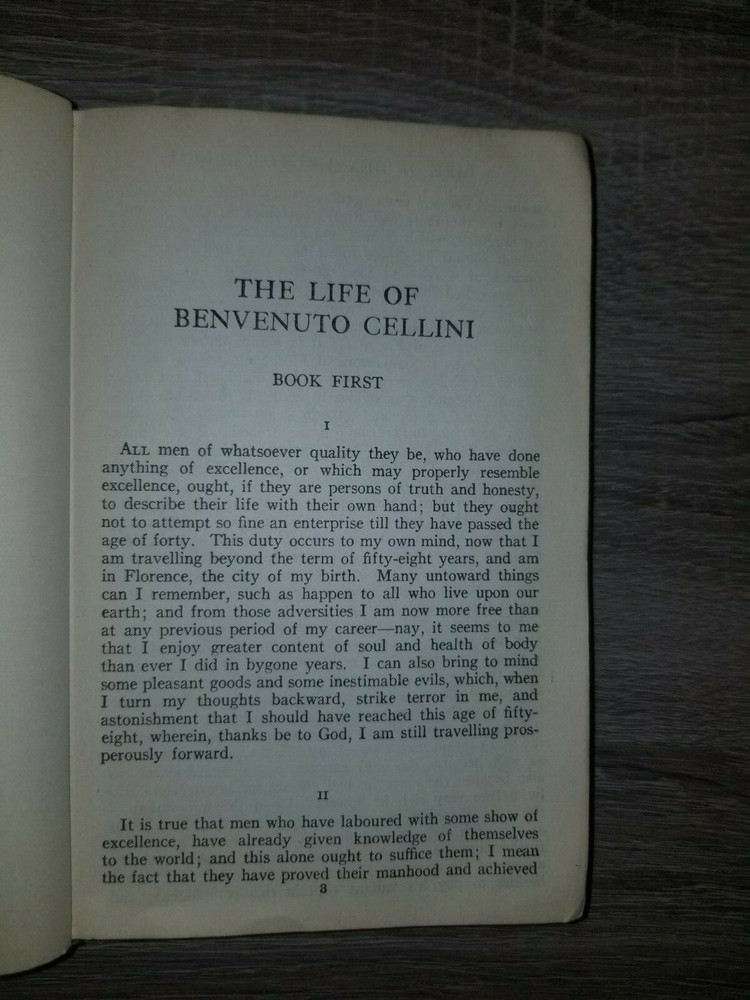 THE LIFE OF
BENVENUTO CELLINI
BOOK FIRST
I
ALL men of whatsoever quality they be, who have done
anything of excellence, or which may properly resemble
excellence, ought, if they are persons of truth and honesty,
to describe their life with their own hand; but they ought
not to attempt so fine an enterprise till they have passed the
age of forty. This duty occurs to my own mind, now that I
am travelling beyond the term of fifty-eight years, and am
in Florence, the city of my birth. Many untoward things
can I remember, such as happen to all who live upon our
earth; and from those adversities I am now more free than
at any previous period of my career—nay, it seems to me
that I enjoy greater content of soul and health of body
than ever I did in bygone years. I can also bring to mind
some pleasant goods and some inestimable evils, which, when
I turn my thoughts backward, strike terror in me, and
astonishment that I should have reached this age of fifty-
eight, wherein, thanks be to God, I am still travelling pros-
perously forward.
II
It is true that men who have laboured with some show of
excellence, have already given knowledge of themselves
to the world; and this alone ought to suffice them; I mean
the fact that they have proved their manhood and achieved
3